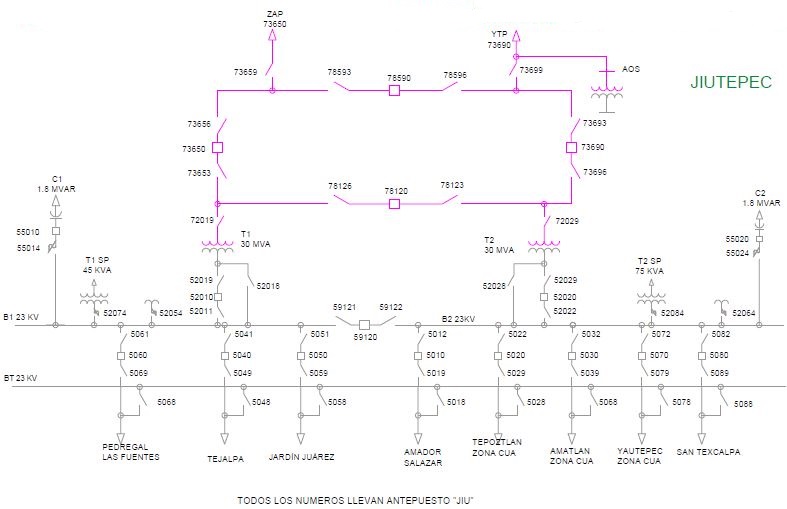 ZAP
73650
YTP
73690
73659
78593
78590
78596
73699
AOS
JIUTEPEC
73656
73693
73650
73690
73653
73696
78126
78120
78123
C1
1.8 MVAR
C2
1.8 MVAR
72019
72029
55010
55014
T1
30 MVA
T2
30 MVA
55020
55024
T1 SP
45 KVA
T2 SP
75 KVA
52019
52018
52010
52011
52028
52029
52020
52022
52074
52054
59121
59122
52084
52064
B1 23 KV
59120
B2 23KV
5061
5041
5051
5012
5022
5032
5072
5082
5060
5040
5050
5010
5020
5030
5070
5080
5069
5049
5059
5019
5029
5039
5079
5089
BT 23 KV
5068
5048
5058
5018
5028
5068
5078
5088
PEDREGAL
LAS FUENTES
TEJALPA
JARDÍN JUÁREZ
AMADOR
SALAZAR
TEPOZTLAN
ZONA CUA
AMATLAN
ZONA CUA
YAUTEPEC
ZONA CUA
SAN TEXCALPA
TODOS LOS NUMEROS LLEVAN ANTEPUESTO "JIU"